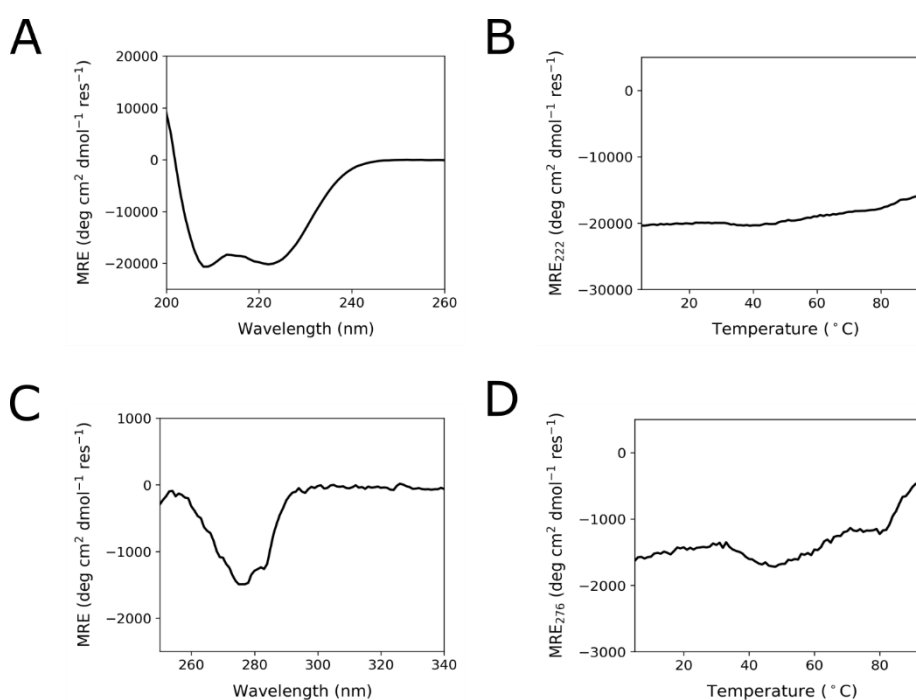 A
MRE (deg cm² dmol⁻¹ res⁻¹)
20000
10000
0
−10000
−20000
200
220
240
260
Wavelength (nm)
B
MRE₂₂₂ (deg cm² dmol⁻¹ res⁻¹)
0
−10000
−20000
−30000
20
40
60
80
Temperature (°C)
C
MRE (deg cm² dmol⁻¹ res⁻¹)
1000
0
−1000
−2000
260
280
300
320
340
Wavelength (nm)
D
MRE₂₇₆ (deg cm² dmol⁻¹ res⁻¹)
0
−1000
−2000
−3000
20
40
60
80
Temperature (°C)